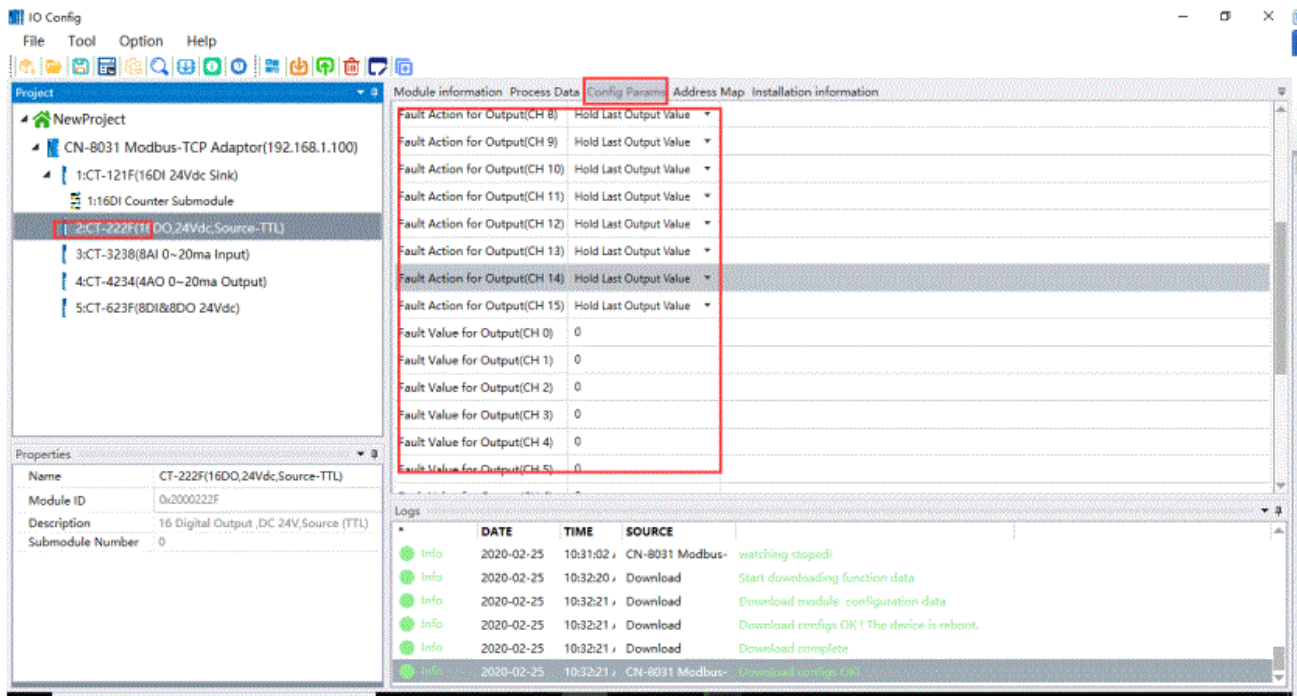 IO Config
File Tool Option Help
Project
NewProject
CN-8031 Modbus-TCP Adaptor(192.168.1.100)
1:CT-121F(16DI 24Vdc Sink)
1:16DI Counter Submodule
2:CT-222F(16DO,24Vdc,Source-TTL)
3:CT-3238(8AI 0~20ma Input)
4:CT-4234(4AO 0~20ma Output)
5:CT-623F(8DI&8DO 24Vdc)
Properties
Name CT-222F(16DO,24Vdc,Source-TTL)
Module ID 0x2000222F
Description 16 Digital Output ,DC 24V,Source (TTL)
Submodule Number 0
Module information Process Data Config Params Address Map Installation information
Fault Action for Output(CH 8) Hold Last Output Value
Fault Action for Output(CH 9) Hold Last Output Value
Fault Action for Output(CH 10) Hold Last Output Value
Fault Action for Output(CH 11) Hold Last Output Value
Fault Action for Output(CH 12) Hold Last Output Value
Fault Action for Output(CH 13) Hold Last Output Value
Fault Action for Output(CH 14) Hold Last Output Value
Fault Action for Output(CH 15) Hold Last Output Value
Fault Value for Output(CH 0) 0
Fault Value for Output(CH 1) 0
Fault Value for Output(CH 2) 0
Fault Value for Output(CH 3) 0
Fault Value for Output(CH 4) 0
Fault Value for Output(CH 5) 0
Logs
* DATE TIME SOURCE
Info 2020-02-25 10:31:02 CN-8031 Modbus- watching stoped!
Info 2020-02-25 10:32:20 Download Start downloading function data
Info 2020-02-25 10:32:21 Download Download module configuration data
Info 2020-02-25 10:32:21 Download Download configs OK ! The device is reboot.
Info 2020-02-25 10:32:21 Download Download complete
Info 2020-02-25 10:32:21 CN-8031 Modbus- Download configs OK!